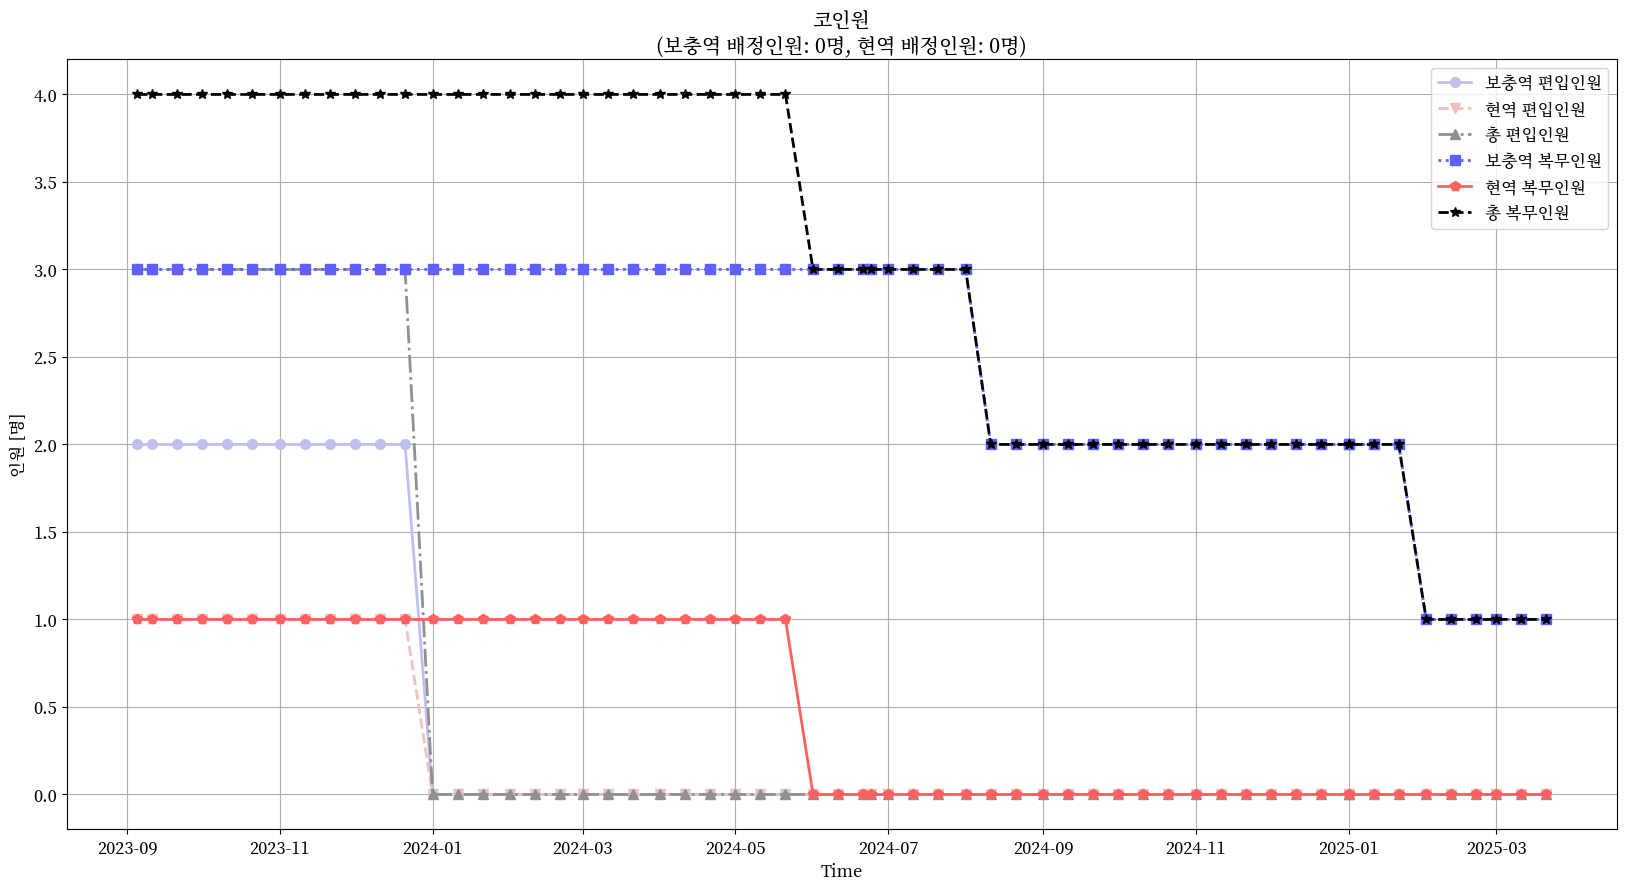 코인원
(보충역 배정인원: 0명, 현역 배정인원: 0명)
보충역 편입인원
현역 편입인원
총 편입인원
보충역 복무인원
현역 복무인원
총 복무인원
인원 [명]
4.0
3.5
3.0
2.5
2.0
1.5
1.0
0.5
0.0
2023-09
2023-11
2024-01
2024-03
2024-05
2024-07
2024-09
2024-11
2025-01
2025-03
Time